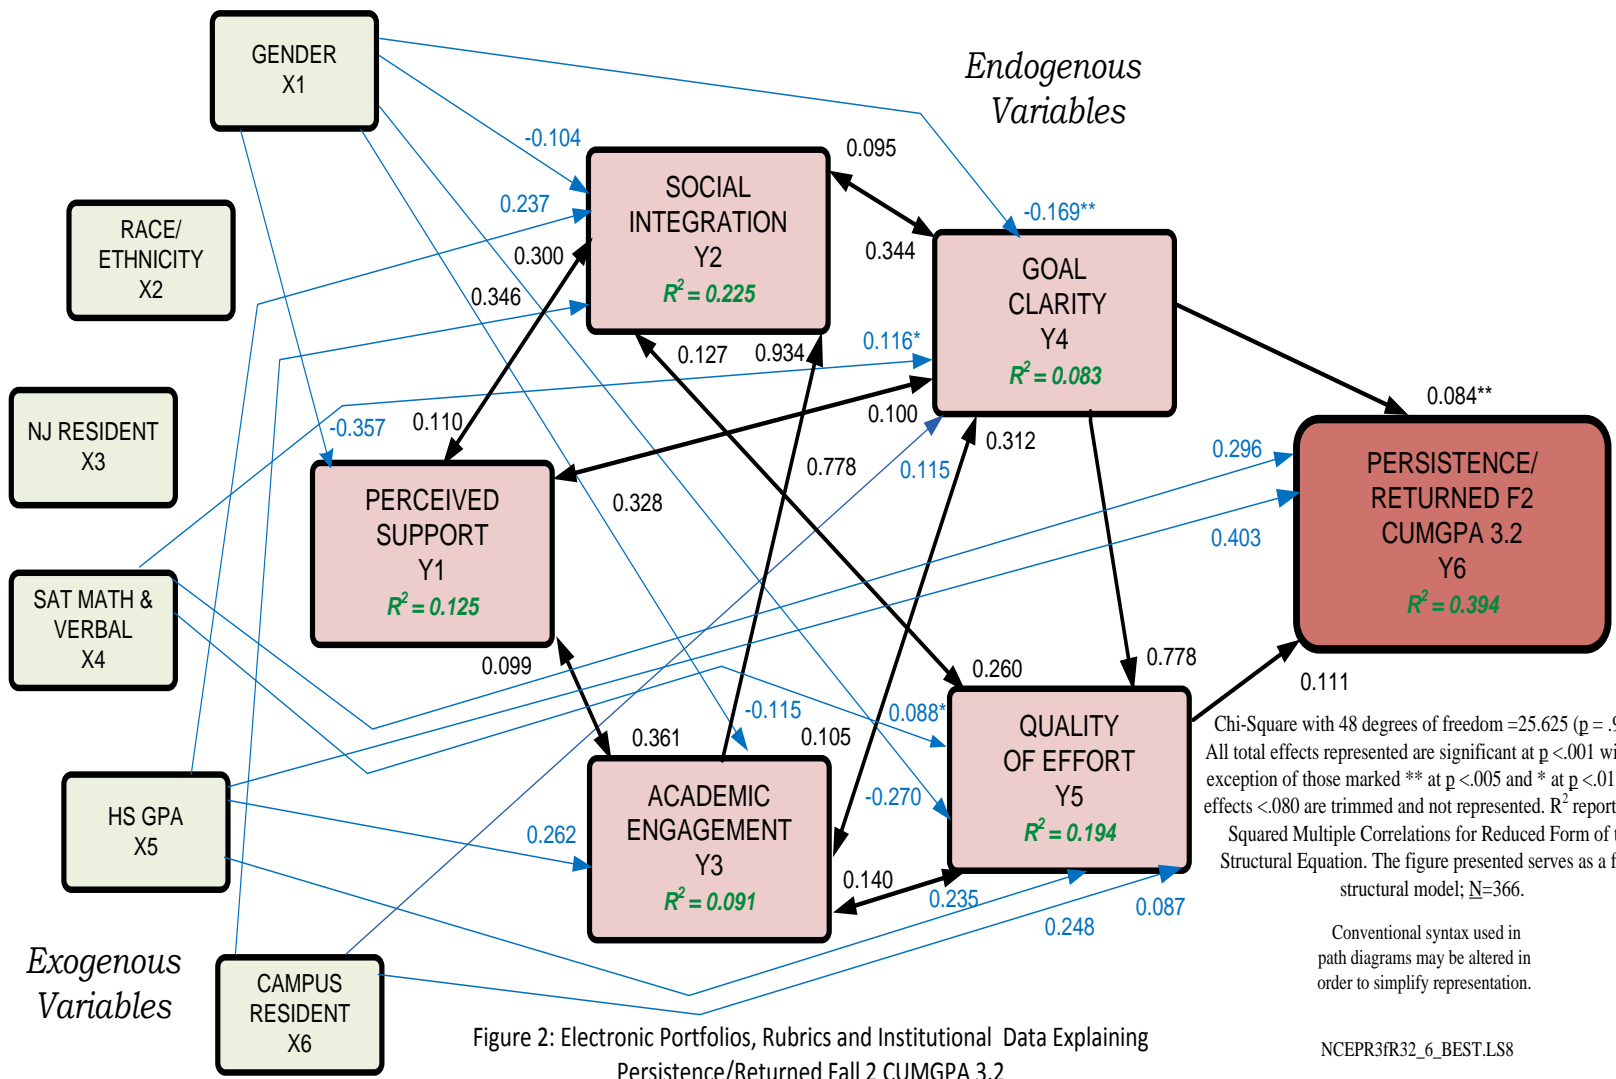 GENDER
X1
Endogenous
Variables
-0.104
0.095
SOCIAL
INTEGRATION
Y2
R² = 0.225
0.237
-0.169**
RACE/
ETHNICITY
X2
0.300
0.344
GOAL
CLARITY
Y4
R² = 0.083
0.346
0.127
0.934
0.116*
NJ RESIDENT
X3
-0.357
0.110
0.100
0.312
0.084**
0.778
0.115
0.296
PERCEIVED
SUPPORT
Y1
R² = 0.125
0.328
0.403
PERSISTENCE/
RETURNED F2
CUMGPA 3.2
Y6
R² = 0.394
SAT MATH &
VERBAL
X4
0.099
0.260
0.778
0.111
-0.115
0.088*
0.361
0.105
QUALITY
OF EFFORT
Y5
R² = 0.194
Chi-Square with 48 degrees of freedom =25.625 (p = .9
All total effects represented are significant at p <.001 wi
exception of those marked ** at p <.005 and * at p <.01
effects <.080 are trimmed and not represented. R² report
Squared Multiple Correlations for Reduced Form of t
Structural Equation. The figure presented serves as a f
structural model; N=366.
HS GPA
X5
0.262
ACADEMIC
ENGAGEMENT
Y3
R² = 0.091
-0.270
0.140
0.235
0.248
0.087
Conventional syntax used in
path diagrams may be altered in
order to simplify representation.
Exogenous
Variables
CAMPUS
RESIDENT
X6
Figure 2: Electronic Portfolios, Rubrics and Institutional Data Explaining
Persistence/Returned Fall 2 CUMGPA 3.2
NCEPR3fR32_6_BEST.LS8